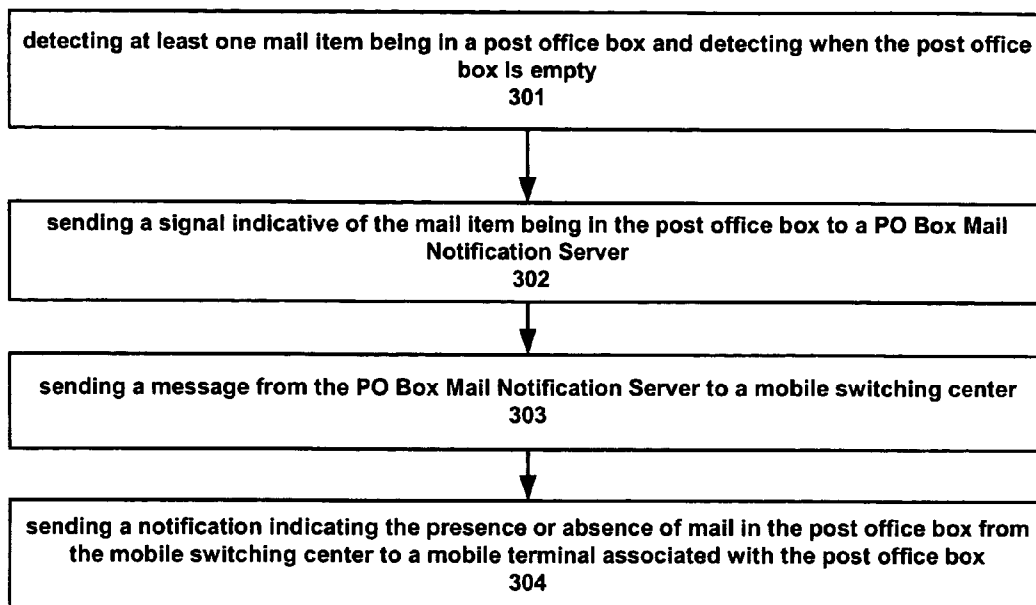 detecting at least one mail item being in a post office box and detecting when the post office
box is empty
301
sending a signal indicative of the mail item being in the post office box to a PO Box Mail
Notification Server
302
sending a message from the PO Box Mail Notification Server to a mobile switching center
303
sending a notification indicating the presence or absence of mail in the post office box from
the mobile switching center to a mobile terminal associated with the post office box
304